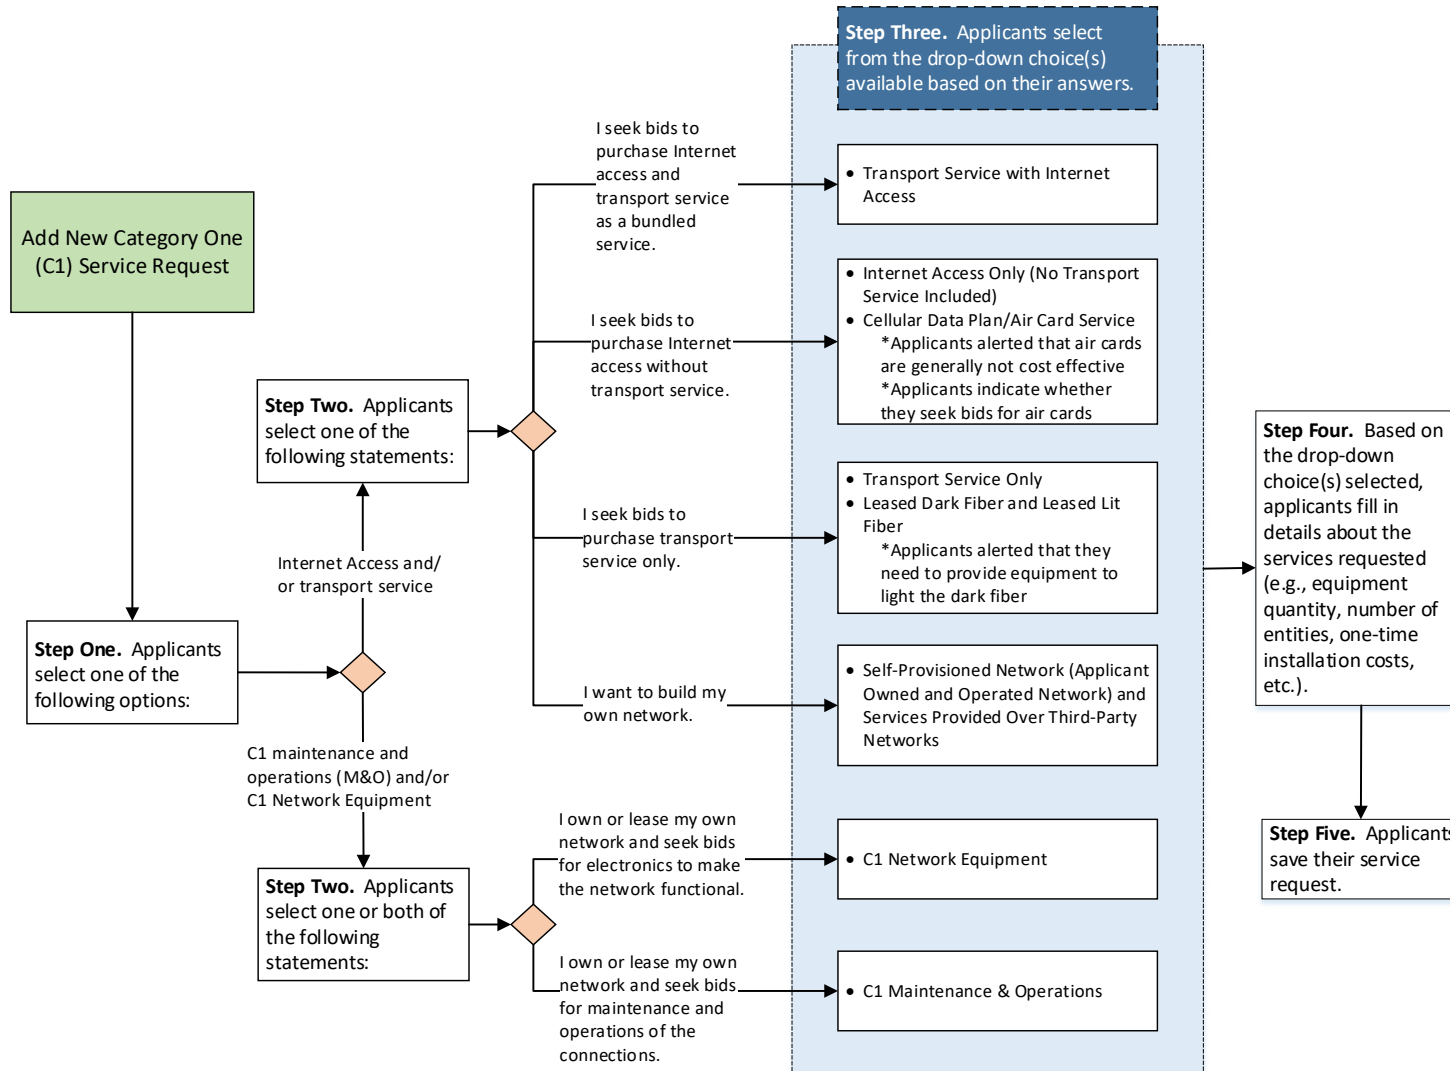 Step Three. Applicants select
from the drop-down choice(s)
available based on their answers.
Add New Category One
(C1) Service Request
Step One. Applicants
select one of the
following options:
Internet Access and/
or transport service
C1 maintenance and
operations (M&O) and/or
C1 Network Equipment
Step Two. Applicants
select one of the
following statements:
I seek bids to
purchase Internet
access and
transport service
as a bundled
service.
I seek bids to
purchase Internet
access without
transport service.
I seek bids to
purchase transport
service only.
I want to build my
own network.
Step Two. Applicants
select one or both of
the following
statements:
I own or lease my own
network and seek bids
for electronics to make
the network functional.
I own or lease my own
network and seek bids
for maintenance and
operations of the
connections.
• Transport Service with Internet
Access
• Internet Access Only (No Transport
Service Included)
• Cellular Data Plan/Air Card Service
*Applicants alerted that air cards
are generally not cost effective
*Applicants indicate whether
they seek bids for air cards
• Transport Service Only
• Leased Dark Fiber and Leased Lit
Fiber
*Applicants alerted that they
need to provide equipment to
light the dark fiber
• Self-Provisioned Network (Applicant
Owned and Operated Network) and
Services Provided Over Third-Party
Networks
• C1 Network Equipment
• C1 Maintenance & Operations
Step Four. Based on
the drop-down
choice(s) selected,
applicants fill in
details about the
services requested
(e.g., equipment
quantity, number of
entities, one-time
installation costs,
etc.).
Step Five. Applicants
save their service
request.